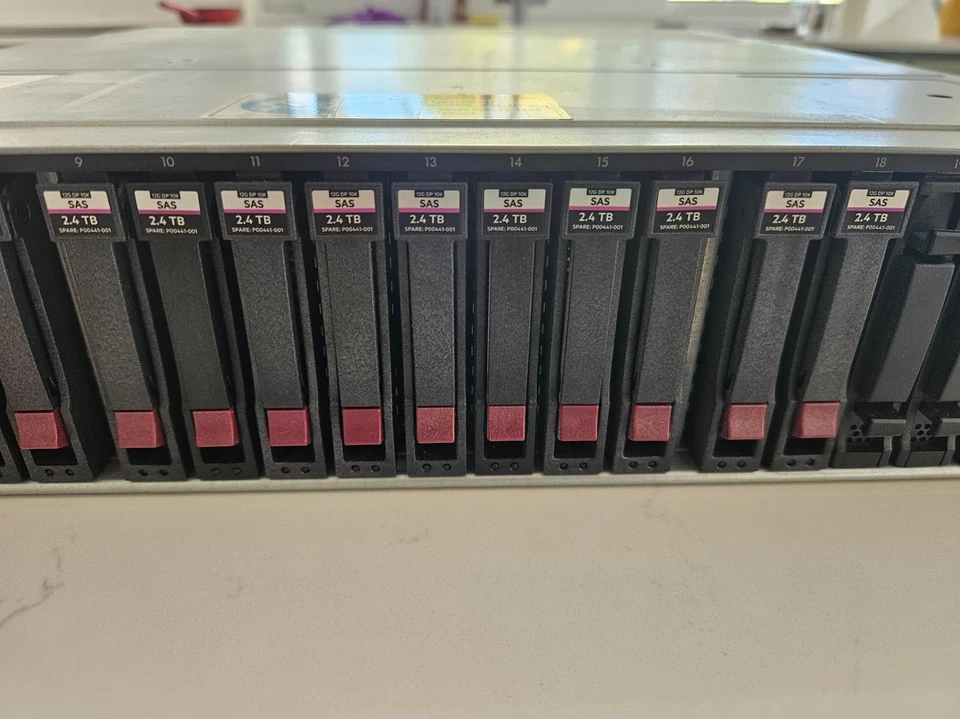 9 10 11 12 13 14 15 16 17 18
12G DP 10K
SAS
2.4 TB
SPARE: P00441-001
12G DP 10K
SAS
2.4 TB
SPARE: P00441-001
12G DP 10K
SAS
2.4 TB
SPARE: P00441-001
12G DP 10K
SAS
2.4 TB
SPARE: P00441-001
12G DP 10K
SAS
2.4 TB
SPARE: P00441-001
12G DP 10K
SAS
2.4 TB
SPARE: P00441-001
12G DP 10K
SAS
2.4 TB
SPARE: P00441-001
12G DP 10K
SAS
2.4 TB
SPARE: P00441-001
12G DP 10K
SAS
2.4 TB
SPARE: P00441-001
12G DP 10K
SAS
2.4 TB
SPARE: P00441-001